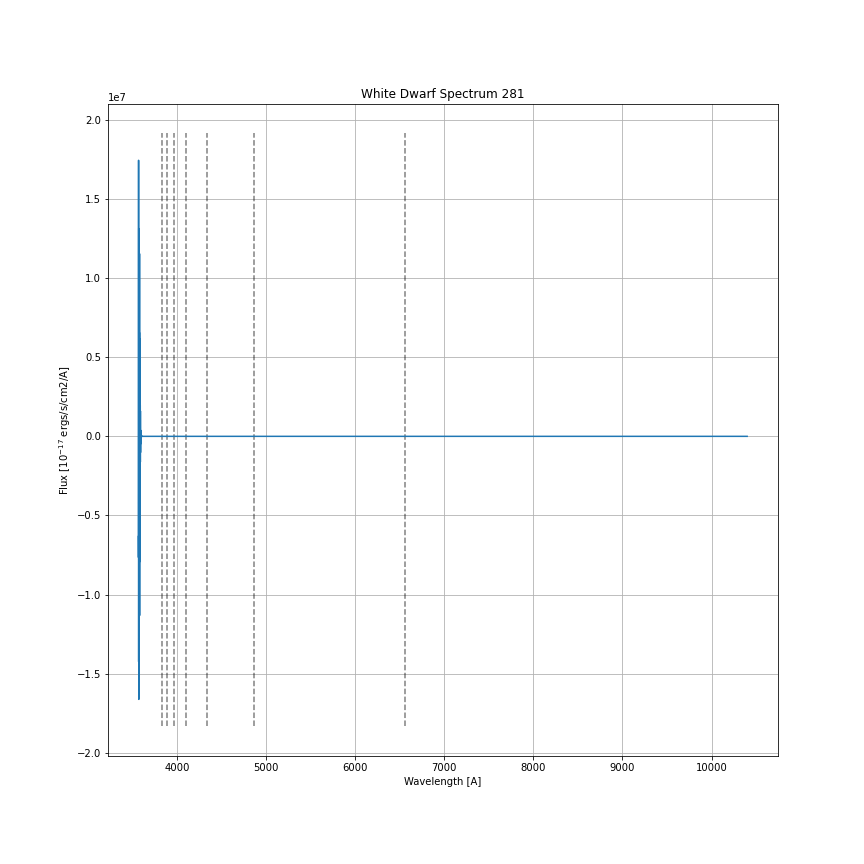 White Dwarf Spectrum 281
1e7
2.0
1.5
1.0
0.5
0.0
−0.5
−1.0
−1.5
−2.0
Flux [10⁻¹⁷ ergs/s/cm2/A]
4000 5000 6000 7000 8000 9000 10000
Wavelength [A]